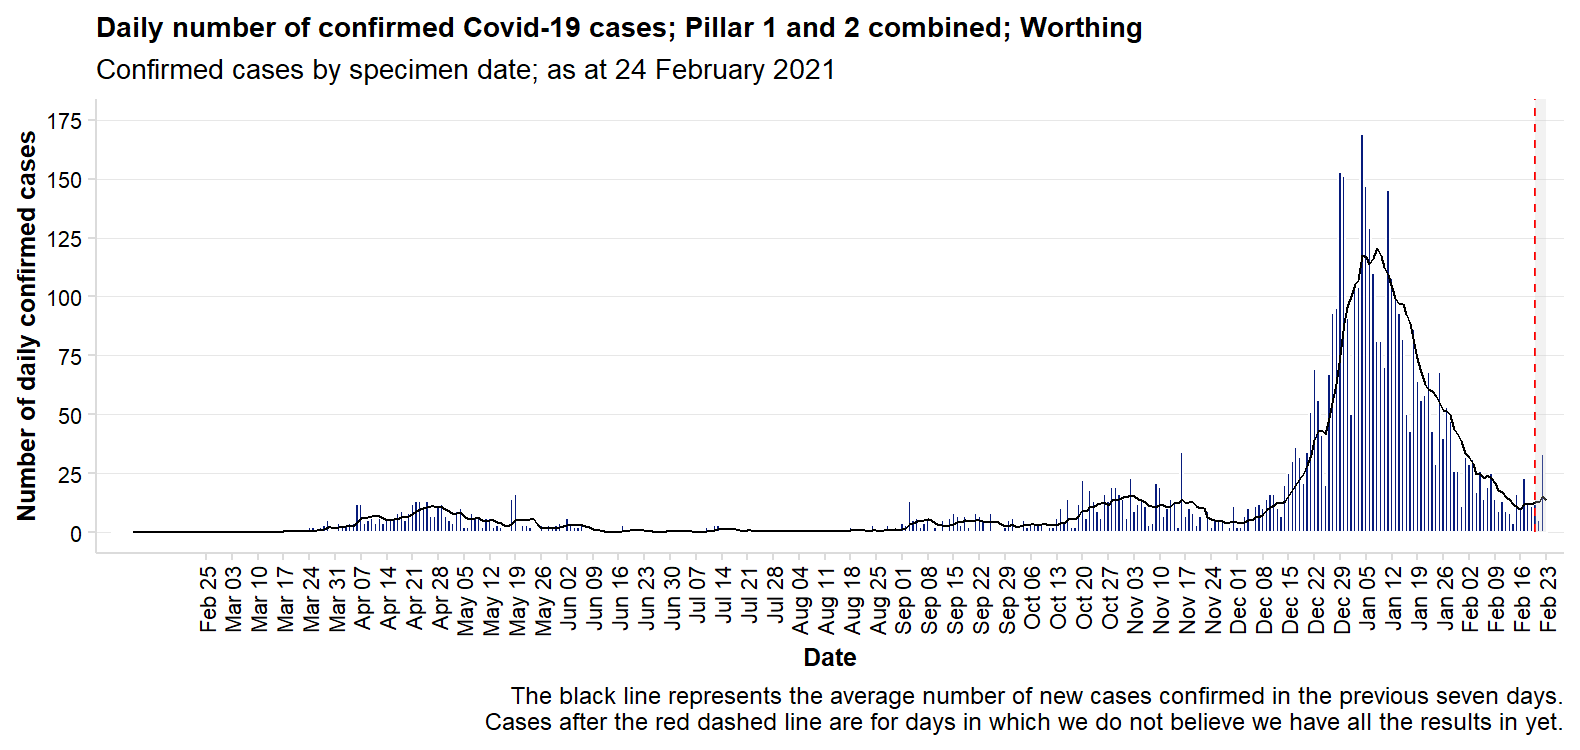 Daily number of confirmed Covid-19 cases; Pillar 1 and 2 combined; Worthing
Confirmed cases by specimen date; as at 24 February 2021
Number of daily confirmed cases
175
150
125
100
75
50
25
0
Feb 25
Mar 03
Mar 10
Mar 17
Mar 24
Mar 31
Apr 07
Apr 14
Apr 21
Apr 28
May 05
May 12
May 19
May 26
Jun 02
Jun 09
Jun 16
Jun 23
Jun 30
Jul 07
Jul 14
Jul 21
Jul 28
Aug 04
Aug 11
Aug 18
Aug 25
Sep 01
Sep 08
Sep 15
Sep 22
Sep 29
Oct 06
Oct 13
Oct 20
Oct 27
Nov 03
Nov 10
Nov 17
Nov 24
Dec 01
Dec 08
Dec 15
Dec 22
Dec 29
Jan 05
Jan 12
Jan 19
Jan 26
Feb 02
Feb 09
Feb 16
Feb 23
Date
The black line represents the average number of new cases confirmed in the previous seven days.
Cases after the red dashed line are for days in which we do not believe we have all the results in yet.